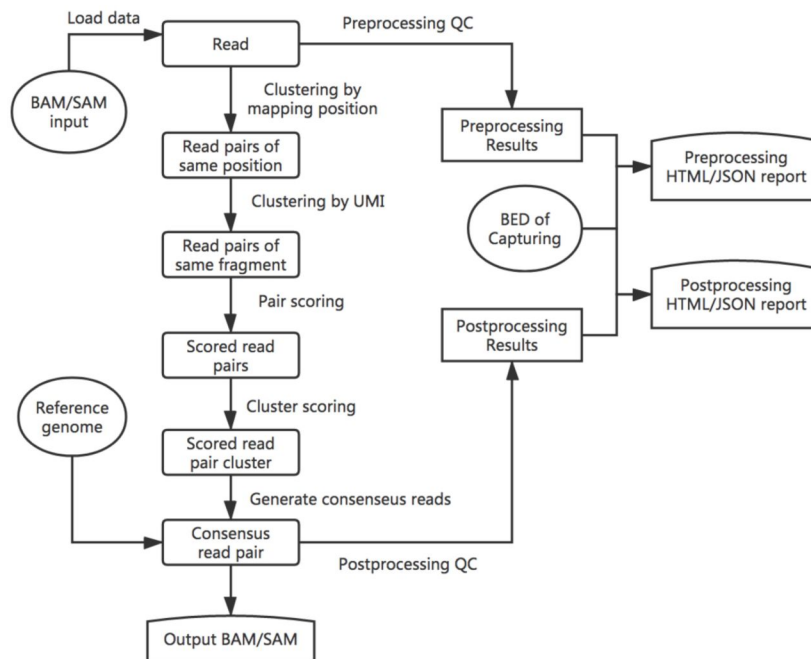 Load data
Read
Preprocessing QC
BAM/SAM
input
Clustering by
mapping position
Preprocessing
Results
Preprocessing
HTML/JSON report
Read pairs of
same position
Clustering by UMI
BED of
Capturing
Read pairs of
same fragment
Postprocessing
HTML/JSON report
Pair scoring
Postprocessing
Results
Scored read
pairs
Reference
genome
Cluster scoring
Scored read
pair cluster
Generate consenseus reads
Consensus
read pair
Postprocessing QC
Output BAM/SAM